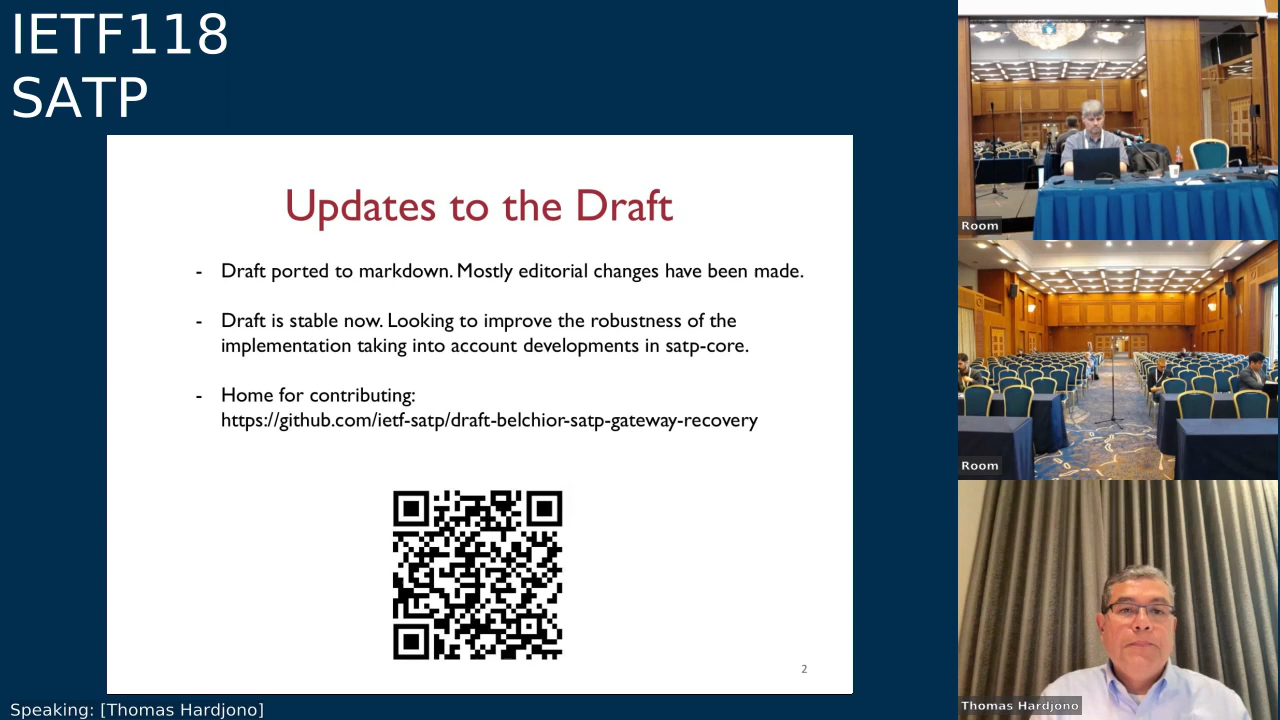 IETF118
SATP
Updates to the Draft
- Draft ported to markdown. Mostly editorial changes have been made.
- Draft is stable now. Looking to improve the robustness of the
implementation taking into account developments in satp-core.
- Home for contributing:
https://github.com/ietf-satp/draft-belchior-satp-gateway-recovery
2
Speaking: [Thomas Hardjono]
Room
Room
Thomas Hardjono